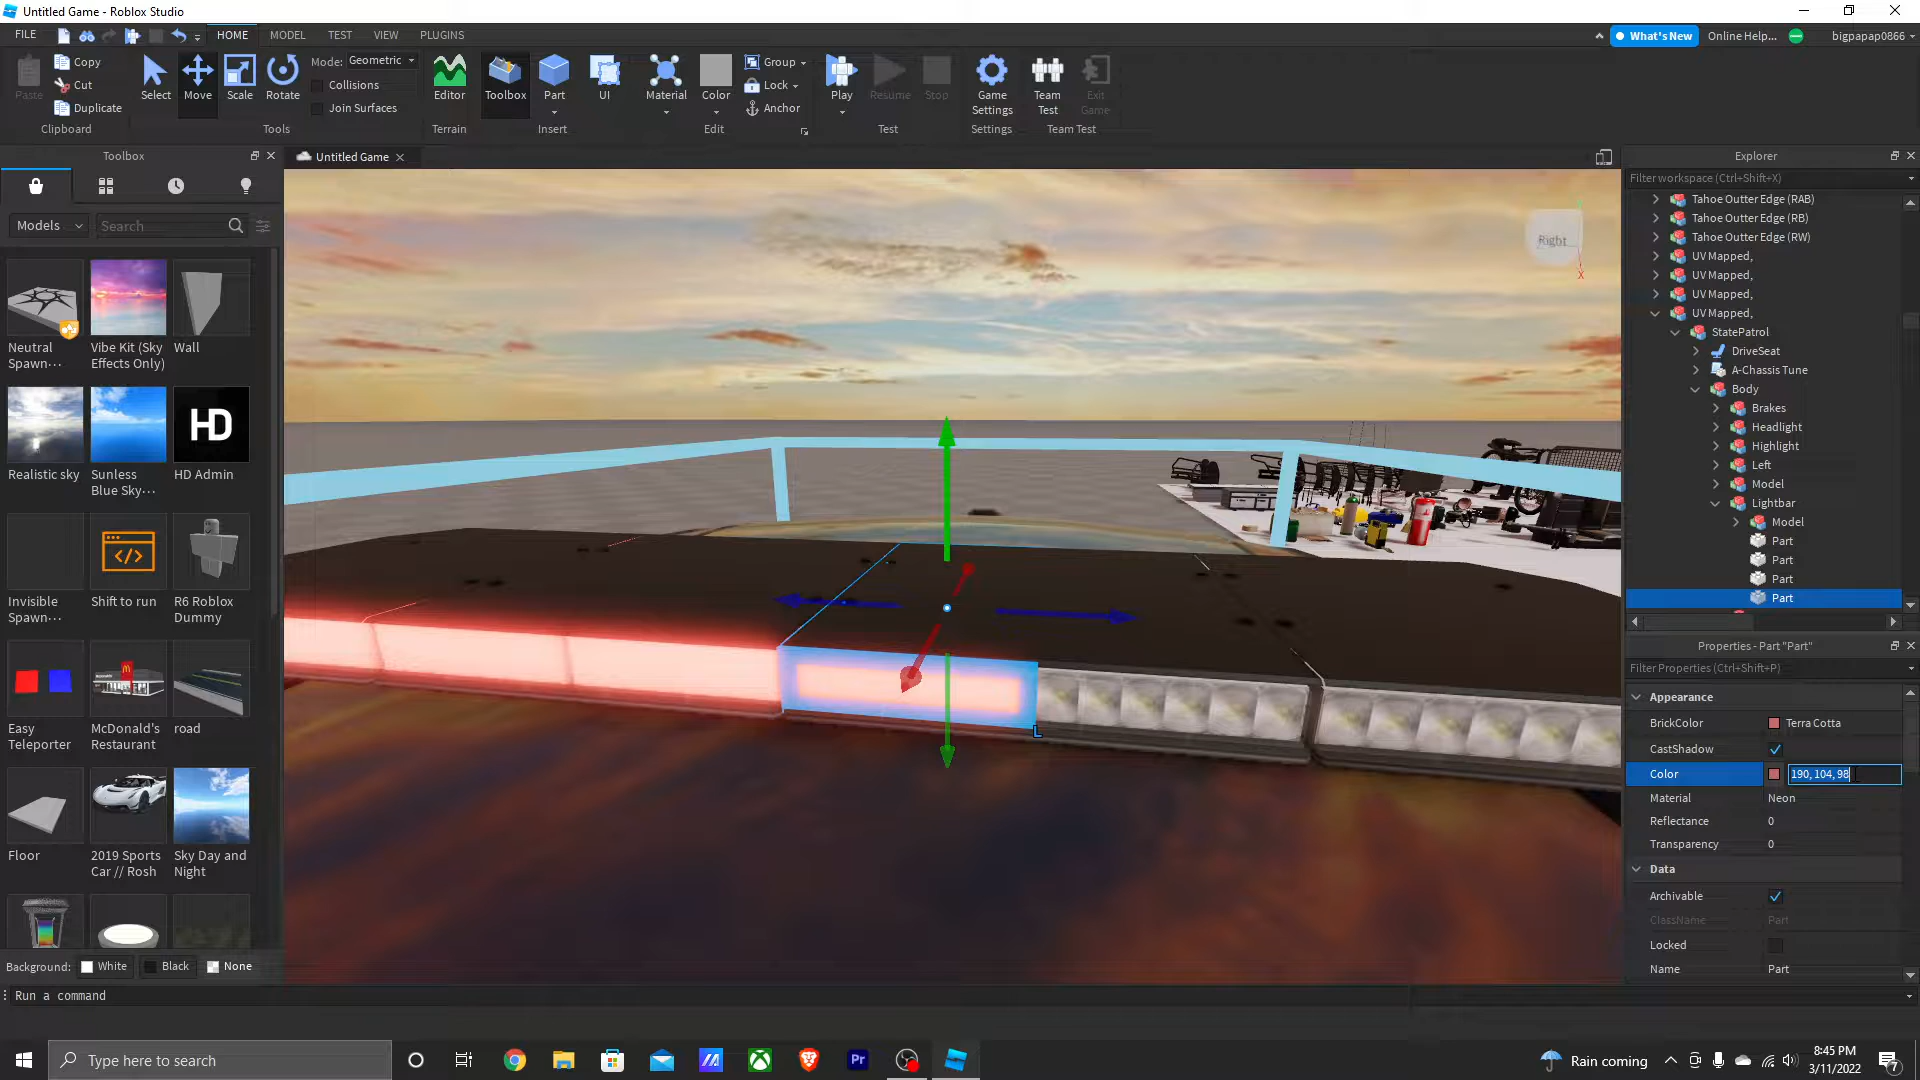 Untitled Game - Roblox Studio
FILE
HOME
MODEL
TEST
VIEW
PLUGINS
What's New
Online Help...
bigpapap0866
Paste
Copy
Cut
Duplicate
Clipboard
Select
Move
Scale
Rotate
Mode: Geometric
Collisions
Join Surfaces
Tools
Editor
Terrain
Toolbox
Part
UI
Insert
Material
Color
Group
Lock
Anchor
Edit
Play
Resume
Stop
Test
Game
Settings
Settings
Team
Test
Exit
Game
Team Test
Toolbox
Untitled Game
Models
Search
Neutral
Spawn...
Vibe Kit (Sky
Effects Only)
Wall
HD
Realistic sky
Sunless
Blue Sky...
HD Admin
Invisible
Spawn...
Shift to run
R6 Roblox
Dummy
Easy
Teleporter
McDonald's
Restaurant
road
Floor
2019 Sports
Car // Rosh
Sky Day and
Night
Background:
White
Black
None
Run a command
Right
X
L
Explorer
Filter workspace (Ctrl+Shift+X)
Tahoe Outter Edge (RAB)
Tahoe Outter Edge (RB)
Tahoe Outter Edge (RW)
UV Mapped,
UV Mapped,
UV Mapped,
UV Mapped,
StatePatrol
DriveSeat
A-Chassis Tune
Body
Brakes
Headlight
Highlight
Left
Model
Lightbar
Model
Part
Part
Part
Part
Properties - Part "Part"
Filter Properties (Ctrl+Shift+P)
Appearance
BrickColor
Terra Cotta
CastShadow
Color
190, 104, 98
Material
Neon
Reflectance
0
Transparency
0
Data
Archivable
ClassName
Part
Locked
Name
Part
Type here to search
Pr
Rain coming
8:45 PM
3/11/2022
7